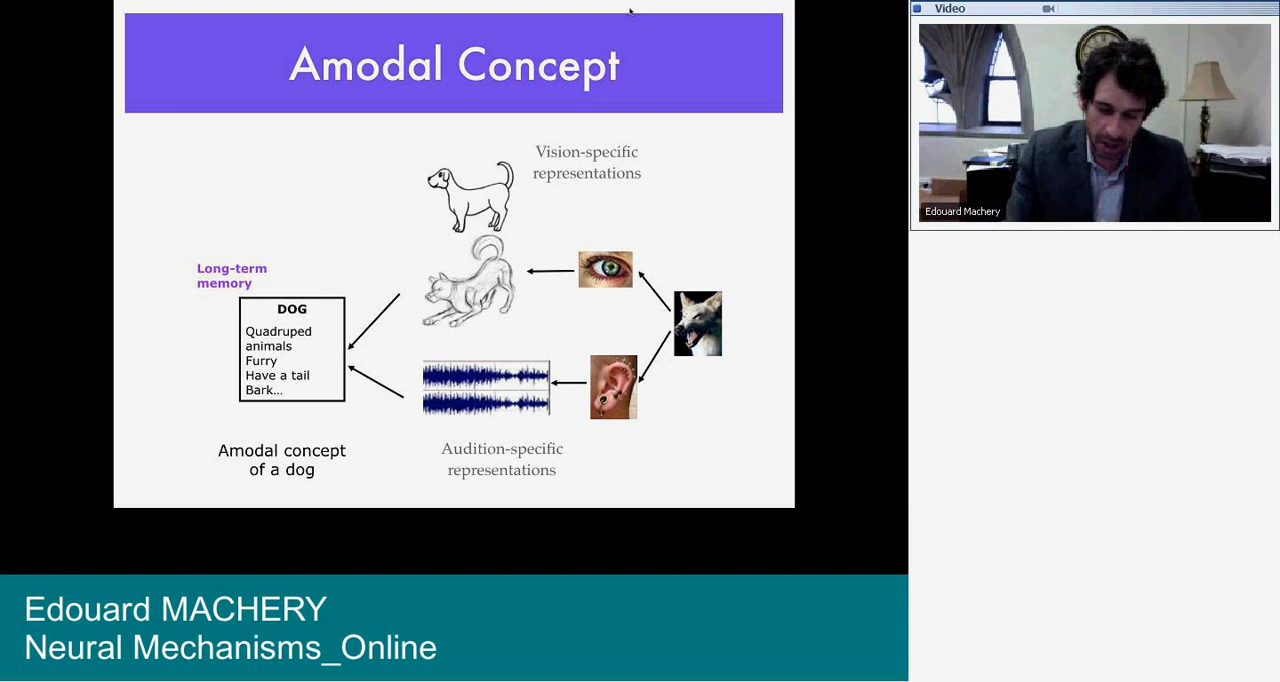 Amodal Concept
Vision-specific
representations
Long-term
memory
DOG
Quadruped
animals
Furry
Have a tail
Bark...
Amodal concept
of a dog
Audition-specific
representations
Video
Edouard Machery
Edouard MACHERY
Neural Mechanisms_Online